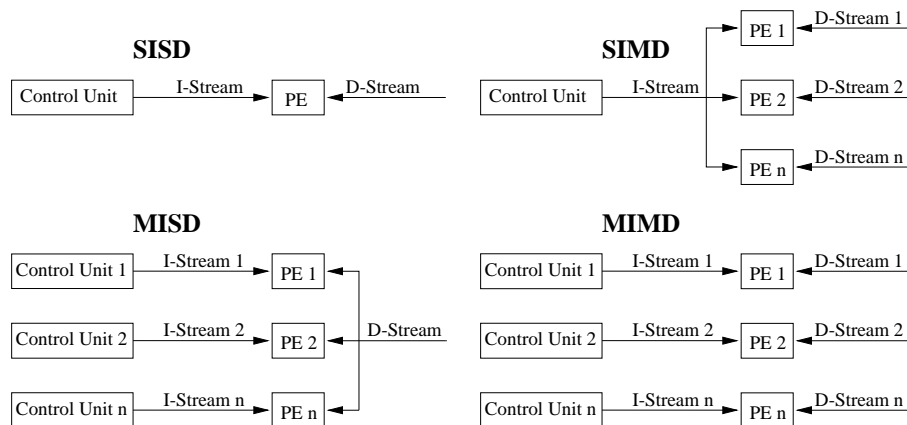 SISD
Control Unit
I-Stream
PE
D-Stream
SIMD
Control Unit
I-Stream
PE 1
D-Stream 1
PE 2
D-Stream 2
PE n
D-Stream n
MISD
Control Unit 1
I-Stream 1
PE 1
Control Unit 2
I-Stream 2
PE 2
D-Stream
Control Unit n
I-Stream n
PE n
MIMD
Control Unit 1
I-Stream 1
PE 1
D-Stream 1
Control Unit 2
I-Stream 2
PE 2
D-Stream 2
Control Unit n
I-Stream n
PE n
D-Stream n